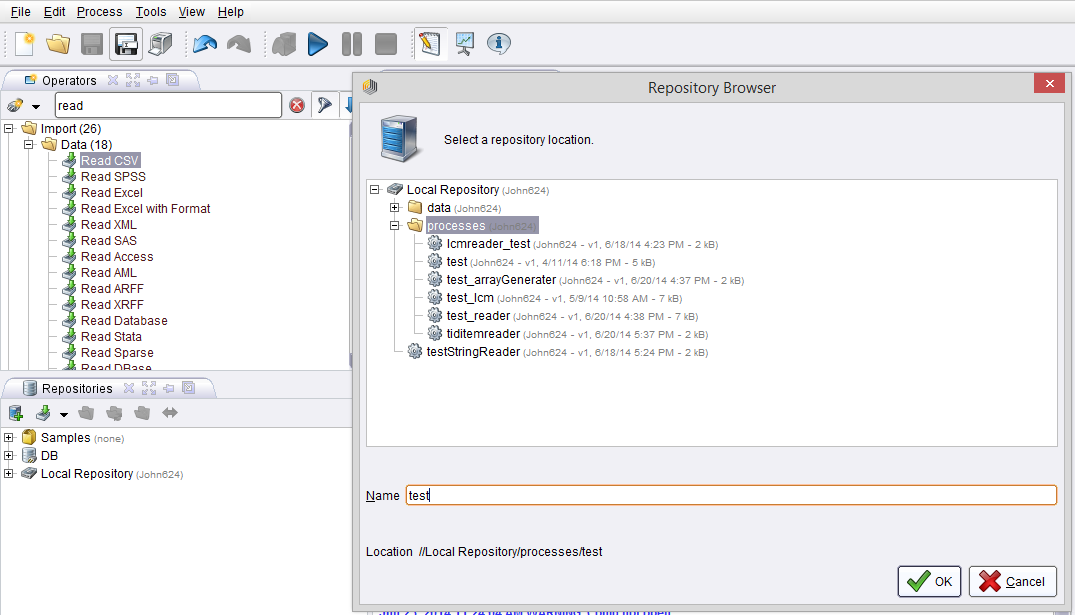 File Edit Process Tools View Help
Operators
read
Import (26)
Data (18)
Read CSV
Read SPSS
Read Excel
Read Excel with Format
Read XML
Read SAS
Read Access
Read AML
Read ARFF
Read XRFF
Read Database
Read Stata
Read Sparse
Read DBase
Repositories
Samples (none)
DB
Local Repository (John624)
Repository Browser
Select a repository location.
Local Repository (John624)
data (John624)
processes (John624)
lcmreader_test (John624 - v1, 6/18/14 4:23 PM - 2 kB)
test (John624 - v1, 4/11/14 6:18 PM - 5 kB)
test_arrayGenerater (John624 - v1, 6/20/14 4:37 PM - 2 kB)
test_lcm (John624 - v1, 5/9/14 10:58 AM - 7 kB)
test_reader (John624 - v1, 6/20/14 4:38 PM - 7 kB)
tiditemreader (John624 - v1, 6/20/14 5:37 PM - 2 kB)
testStringReader (John624 - v1, 6/18/14 5:24 PM - 2 kB)
Name test
Location //Local Repository/processes/test
OK Cancel